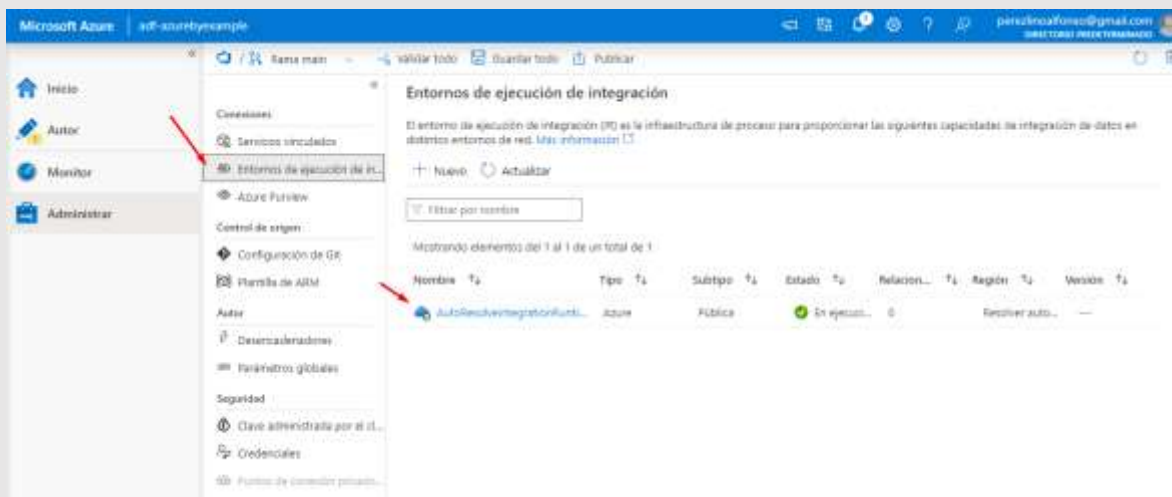 Microsoft Azure | adf-azurebyexample
perezlinoalfonso@gmail.com
DIRECTORIO PREDETERMINADO
Rama main
Validar todo
Guardar todo
Publicar
Inicio
Autor
Monitor
Administrar
Conexiones
Servicios vinculados
Entornos de ejecución de in...
Azure Purview
Control de origen
Configuración de Git
Plantilla de ARM
Autor
Desencadenadores
Parámetros globales
Seguridad
Clave administrada por el cl...
Credenciales
Puntos de conexión privado...
Entornos de ejecución de integración
El entorno de ejecución de integración (IR) es la infraestructura de proceso para proporcionar las siguientes capacidades de integración de datos en
distintos entornos de red. Más información
Nuevo
Actualizar
Filtrar por nombre
Mostrando elementos del 1 al 1 de un total de 1
Nombre Tipo Subtipo Estado Relacion... Región Versión
AutoResolveIntegrationRunti... Azure Pública En ejecuci... 0 Resolver auto... ---